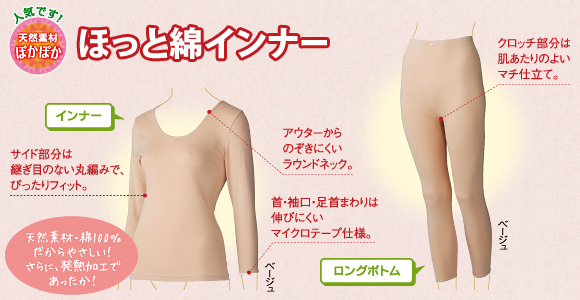 人気です!
天然素材
ぽかぽか
ほっと綿インナー
インナー
サイド部分は
継ぎ目のない丸編みで、
ぴったりフィット。
アウターから
のぞきにくい
ラウンドネック。
首・袖口・足首まわりは
伸びにくい
マイクロテープ仕様。
ベージュ
天然素材・綿100%
だからやさしい!
さらに、発熱加工で
あったか!
クロッチ部分は
肌あたりのよい
マチ仕立て。
ベージュ
ロングボトム